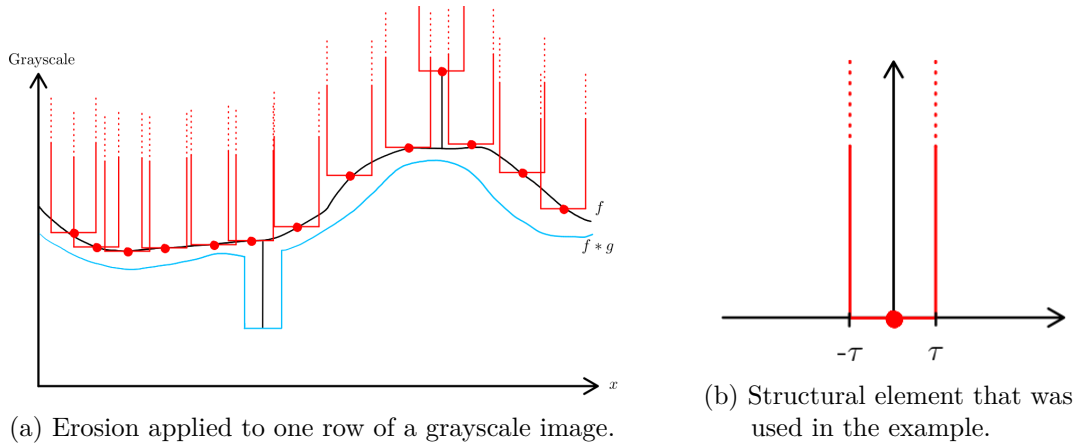 Grayscale
f
f * g
x
(a) Erosion applied to one row of a grayscale image.
-τ
τ
(b) Structural element that was
used in the example.